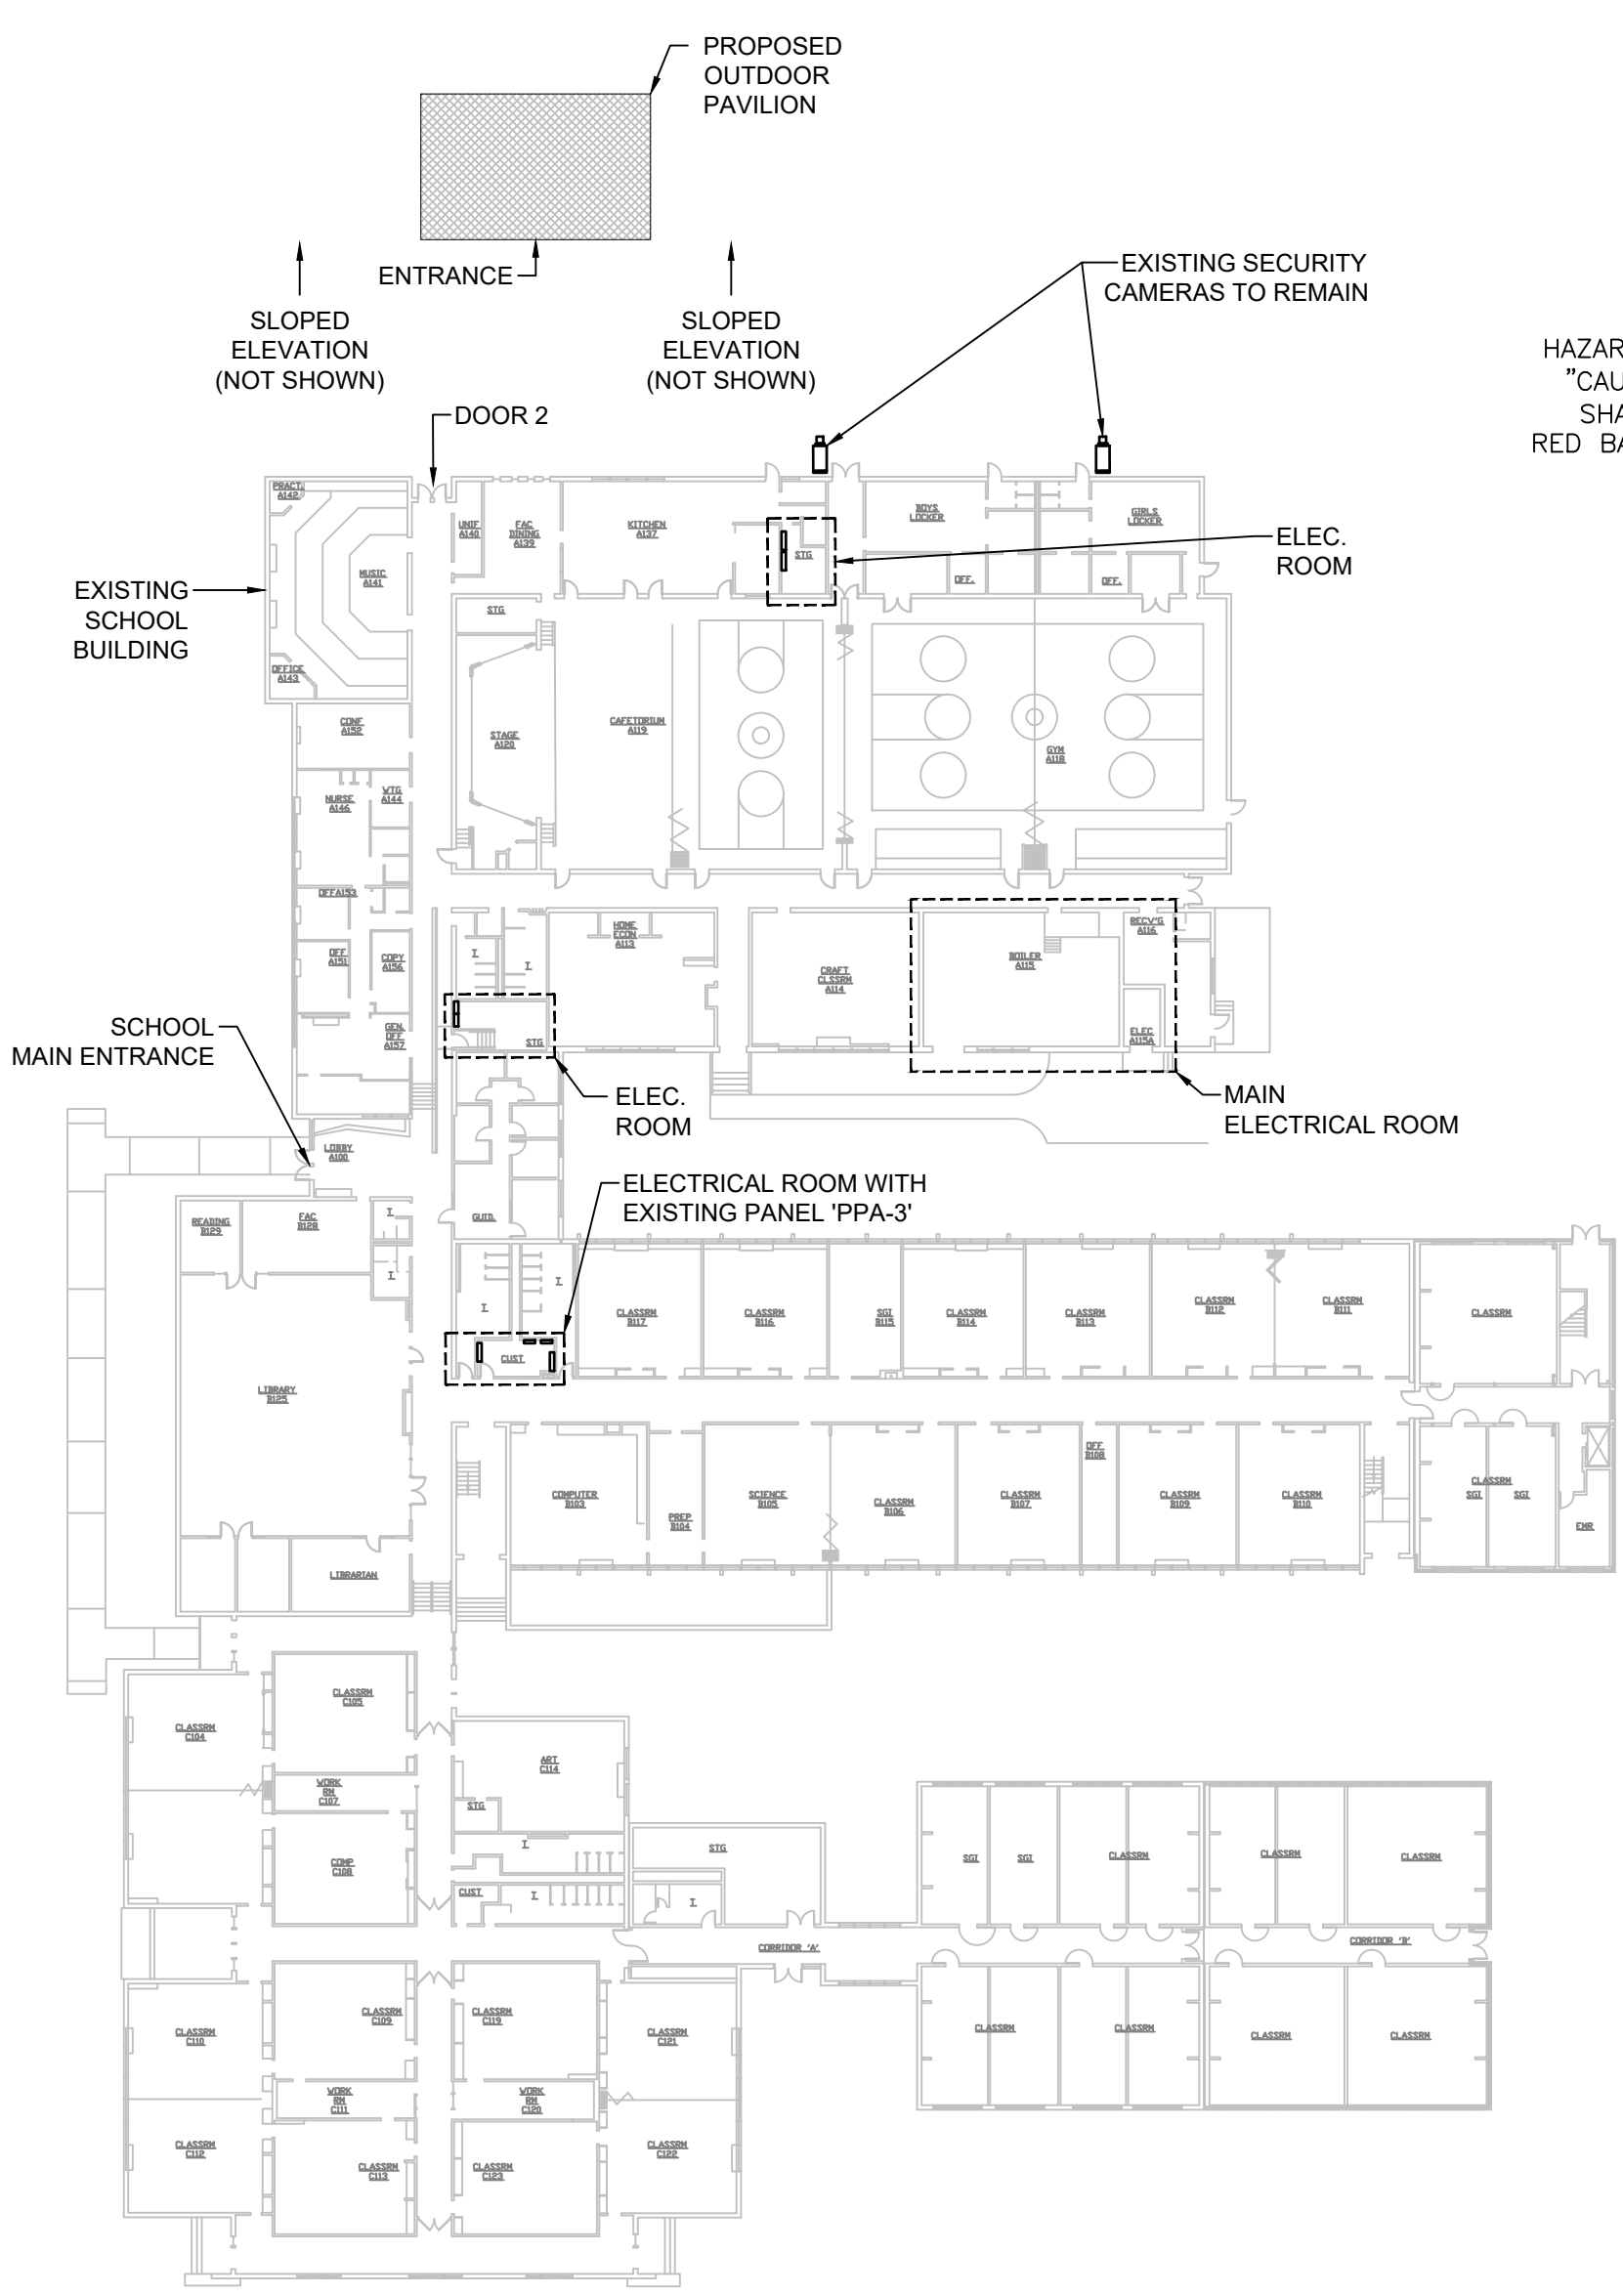 PROPOSED
OUTDOOR
PAVILION
ENTRANCE
SLOPED
ELEVATION
(NOT SHOWN)
SLOPED
ELEVATION
(NOT SHOWN)
EXISTING SECURITY
CAMERAS TO REMAIN
HAZAR
"CAU
SHA
RED BA
DOOR 2
PRACT.
A142
UNIF
A140
FAC
DINING
A139
KITCHEN
A137
STG
BOYS
LOCKER
GIRLS
LOCKER
ELEC.
ROOM
OFF.
OFF.
EXISTING
SCHOOL
BUILDING
MUSIC
A141
OFFICE
A143
STG
CONF
A152
STAGE
A120
CAFETORIUM
A119
GYM
A118
NURSE
A146
WTG
A144
OFFA153
OFF
A151
COPY
A156
GEN.
OFF
A157
T.
T.
HOME
ECON
A113
CRAFT
CLSSRM
A114
BOILER
A115
RECV'G
A116
ELEC
A115A
STG
SCHOOL
MAIN ENTRANCE
ELEC.
ROOM
MAIN
ELECTRICAL ROOM
LOBBY
A100
ELECTRICAL ROOM WITH
EXISTING PANEL 'PPA-3'
READING
B129
FAC
B128
T.
T.
GUID.
T.
T.
CUST
CLASSRM
B117
CLASSRM
B116
SGI
B115
CLASSRM
B114
CLASSRM
B113
CLASSRM
B112
CLASSRM
B111
CLASSRM
LIBRARY
B125
COMPUTER
B103
PREP
B104
SCIENCE
B105
CLASSRM
B106
CLASSRM
B107
OFF
B108
CLASSRM
B109
CLASSRM
B110
CLASSRM
SGI
SGI
EMR
LIBRARIAN
CLASSRM
C104
CLASSRM
C105
WORK
RM
C107
COMP
C108
ART
C114
STG
T.
CUST
T.
STG
T.
SGI
SGI
CLASSRM
CLASSRM
CLASSRM
CORRIDOR 'A'
CORRIDOR 'B'
CLASSRM
C110
CLASSRM
C109
CLASSRM
C119
CLASSRM
C121
CLASSRM
CLASSRM
CLASSRM
CLASSRM
WORK
RM
C111
WORK
RM
C120
CLASSRM
C112
CLASSRM
C113
CLASSRM
C123
CLASSRM
C122